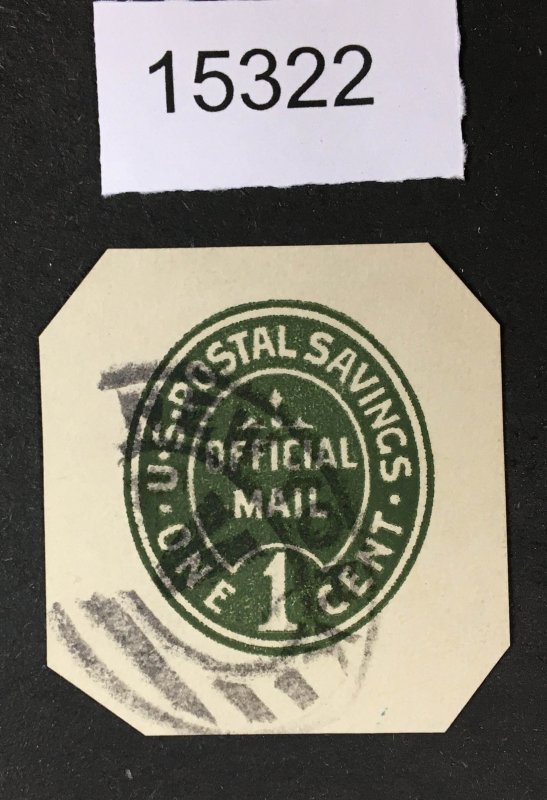 15322
U.S. POSTAL SAVINGS
OFFICIAL
MAIL
1
ONE CENT